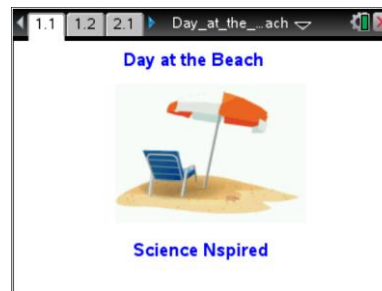 1.1 1.2 2.1 Day_at_the_...ach
Day at the Beach
Science Nspired